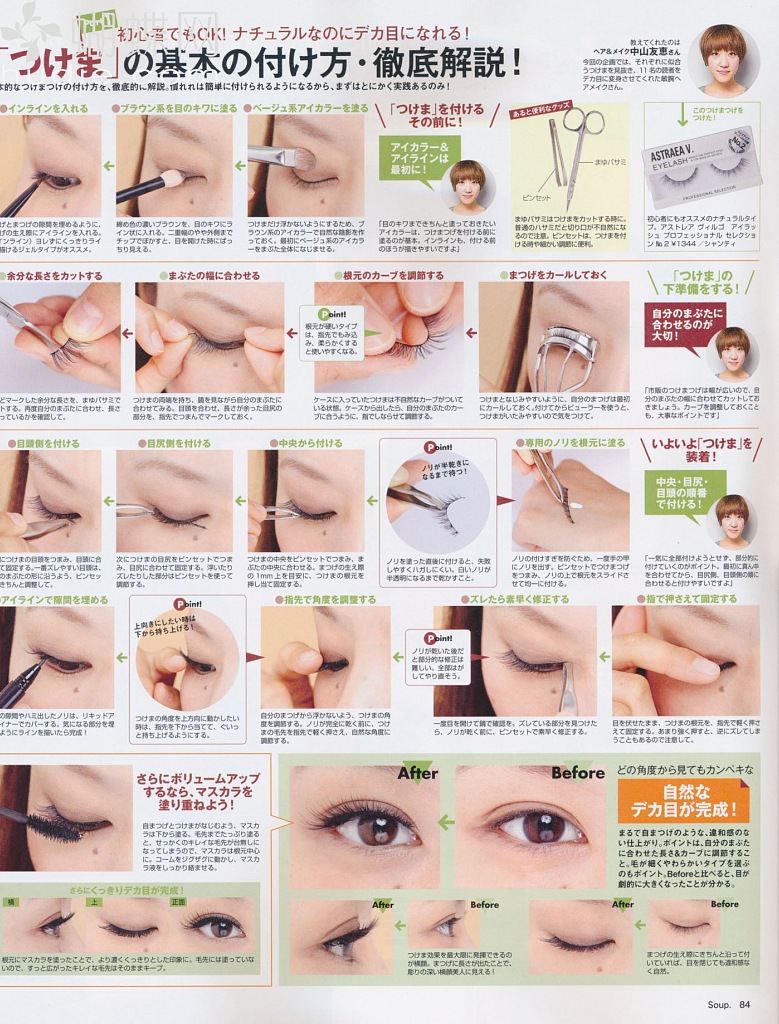 PART 1
蝴蝶网
初心者でもOK! ナチュラルなのにデカ目になれる!
「つけま」の基本の付け方・徹底解説!
本的なつけまつげの付け方を、徹底的に解説。慣れれば簡単に付けられるようになるから、まずはとにかく実践あるのみ!
教えてくれたのは
ヘア&メイク中山友恵さん
今回の企画では、それぞれに似合
うつけまを見抜き、11名の読者を
デカ目に変身させてくれた敏腕ヘ
アメイクさん。
「つけま」を付ける
その前に!
アイカラー&
アイラインは
最初に!
「目のキワまできちんと塗っておきたい
アイカラーは、つけまつげを付ける前に
塗るのが基本。インラインも、付ける前
のほうが描きやすいですよ」
あると便利なグッズ
まゆバサミ
ピンセット
まゆバサミはつけまをカットする時に。
普通のハサミだと切り口が不自然にな
るので注意。ピンセットは、つけまを付
ける時や細かい調節に便利。
このつけまつげを
つけた!
ASTRAEA V.
EYELASH
No.2
PROFESSIONAL SELECTION
初心者にもオススメのナチュラルタイ
プ。アストレア ヴィルゴ アイラッ
シュ プロフェッショナル セレクシ
ョン No.2 ¥1344/シャンティ
●ベージュ系アイカラーを塗る
つけまだけ浮かないようにするため、ブ
ラウン系のアイカラーで自然な陰影を作
っておく。最初にベージュ系のアイカラ
ーをまぶた全体になじませる。
●ブラウン系を目のキワに塗る
締め色の濃いブラウンを、目のキワにラ
イン状に入れる。二重幅のやや外側まで
チップでぼかすと、目を開けた時にばっ
ちり見える。
●インラインを入れる
げとまつげの隙間を埋めるように、
げの生え際にアイラインを入れる。
ンライン) ヨレずにくっきりライ
描けるジェルタイプがオススメ。
「つけま」の
下準備をする!
自分のまぶたに
合わせるのが
大切!
「市販のつけまつげは幅が広いので、自
分のまぶたの幅に合わせてカットしてお
きましょう。カーブを調整しておくこと
も、大事なポイントです」
●まつげをカールしておく
つけまとなじみやすいように、自分のまつげは最初
にカールしておく。付けてからビューラーを使うと、
つけまがいたみやすいので気をつけて。
●根元のカーブを調節する
Point!
根元が硬いタイプ
は、指先でもみ込
み、柔らかくする
と使いやすくなる。
ケースに入っていたつけまは不自然なカーブがつい
ている状態。ケースから出したら、自分のまぶたのカー
ブに合うように、指でしならせて調節する。
●まぶたの幅に合わせる
つけまの両端を持ち、鏡を見ながら自分のまぶたに
合わせてみる。目頭を合わせ、長さが余った目尻の
部分を、指先でつまんでマークしておく。
●余分な長さをカットする
どマークした余分な長さを、まゆバサミで
トする。再度自分のまぶたに合わせ、長さ
っているかを確認して。
いよいよ「つけま」を
装着!
中央・目尻・
目頭の順番
で付ける!
「一気に全部付けようとせず、部分的に
付けていくのがポイント。最初に真ん中
を合わせてから、目尻側、目頭側の順に
合わせると付けやすいですよ」
●専用のノリを根元に塗る
ノリの付けすぎを防ぐため、一度手の甲
にノリを出す。ピンセットでつけまつげ
をつまみ、ノリの上で根元をスライドさ
せて均一に付ける。
Point!
ノリが半乾きに
なるまで待つ!
ノリを塗った直後に付けると、失敗
しやすくハガしにくい。白いノリが
半透明になるまで乾かすこと。
●中央から付ける
つけまの中央をピンセットでつまみ、ま
ぶたの中央に合わせる。まつげの生え際
の1mm上を目安に、つけまの根元を
押し当て固定する。
●目尻側を付ける
次につけまの目尻をピンセットでつま
み、目尻に合わせて固定する。浮いたり
ズレたりした部分はピンセットを使って
調節する。
●目頭側を付ける
につけまの目頭をつまみ、目頭に合
て固定する。一番ズレやすい目頭は、
のまぶたの形に沿うよう、ピンセッ
きちんと調整して。
●指で押さえて固定する
目を伏せたまま、つけまの根元を、指先で軽く押さ
えて固定する。あまり強く押すと、逆にズレてしま
うこともあるので注意して。
●ズレたら素早く修正する
Point!
ノリが乾いた後だ
と部分的な修正は
難しい。全部はが
してやり直そう。
一度目を開けて鏡で確認を。ズレている部分を見つけた
ら、ノリが乾く前に、ピンセットで素早く修正する。
●指先で角度を調整する
自分のまつげから浮かないよう、つけまの角
度を調節する。ノリが完全に乾く前に、つけ
まの毛先を指先で軽く押さえ、自然な角度に
調節する。
Point!
上向きにしたい時は
下から持ち上げる!
つけまの角度を上方向に動かしたい
時は、指先を下から当てて、ぐいっ
と持ち上げるようにする。
アイラインで隙間を埋める
の隙間やハミ出したノリは、リキッドア
イナーでカバーする。気になる部分を埋
ようにラインを描いたら完成!
さらにボリュームアップ
するなら、マスカラを
塗り重ねよう!
自まつげとつけまがなじむよう、マスカ
ラは下から塗る。毛先までたっぷり塗る
と、せっかくのキレイな毛先が台無しに
なってしまうので、マスカラは根元中心
に。コームをジグザグに動かし、マスカ
ラ液をしっかり絡ませる。
さらにくっきりデカ目が完成!
横
上
正面
根元にマスカラを塗ったことで、より濃くくっきりとした印象に。毛先には塗っていな
いので、すっと広がったキレイな毛先はそのままキープ。
After
Before
どの角度から見てもカンペキな
自然な
デカ目が完成!
まるで自まつげのような、違和感のな
い仕上がり。ポイントは、自分のまぶた
に合わせた長さ&カーブに調節するこ
と。毛が細くやわらかいタイプを選ぶ
のもポイント。Beforeと比べると、目が
劇的に大きくなったことが分かる。
After
Before
つけま効果を最大限に発揮できるの
が横顔。まつげに長さが出たことで、
彫りの深い横顔美人に見える!
After
Before
まつげの生え際にきちんと沿って付
いていれば、目を閉じても違和感な
く自然。
Soup. 84